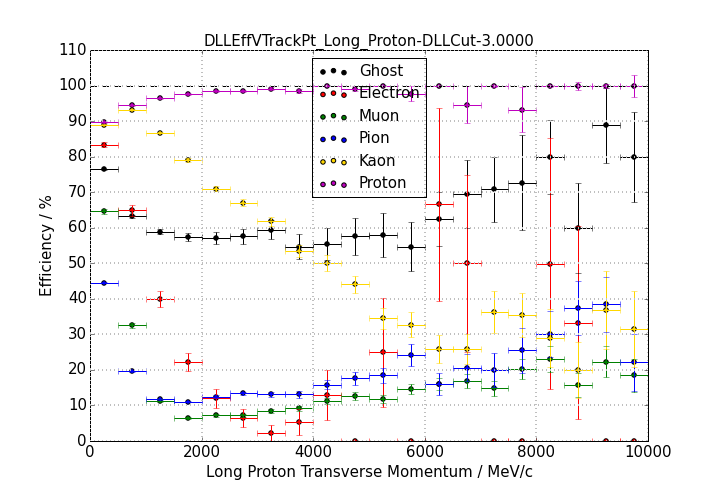 DLLEffVTrackPt_Long_Proton-DLLCut-3.0000
110
100
90
80
70
60
50
40
30
20
10
0
Efficiency / %
Ghost
Electron
Muon
Pion
Kaon
Proton
0 2000 4000 6000 8000 10000
Long Proton Transverse Momentum / MeV/c